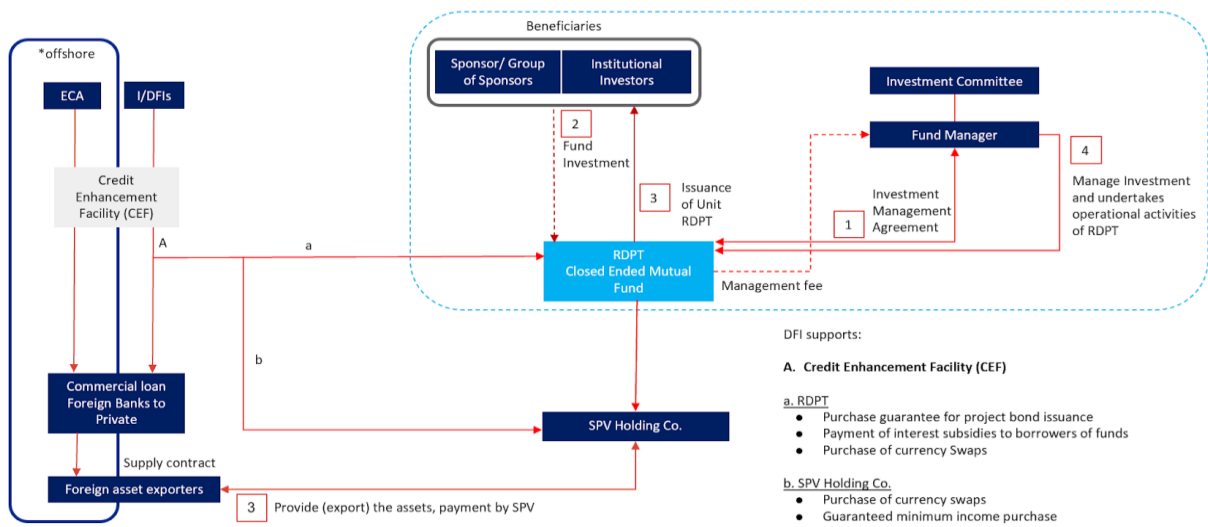 Beneficiaries
*offshore
Sponsor/ Group
of Sponsors
Institutional
Investors
Investment Committee
ECA
I/DFIs
Fund Manager
2
Fund
Investment
4
Manage Investment
and undertakes
operational activities
of RDPT
Credit
Enhancement
Facility (CEF)
3
Issuance
of Unit
RDPT
1
Investment
Management
Agreement
A
a
RDPT
Closed Ended Mutual
Fund
Management fee
b
Commercial loan
Foreign Banks to
Private
SPV Holding Co.
Supply contract
Foreign asset exporters
3
Provide (export) the assets, payment by SPV
DFI supports:
A. Credit Enhancement Facility (CEF)
a. RDPT
● Purchase guarantee for project bond issuance
● Payment of interest subsidies to borrowers of funds
● Purchase of currency Swaps
b. SPV Holding Co.
● Purchase of currency swaps
● Guaranteed minimum income purchase